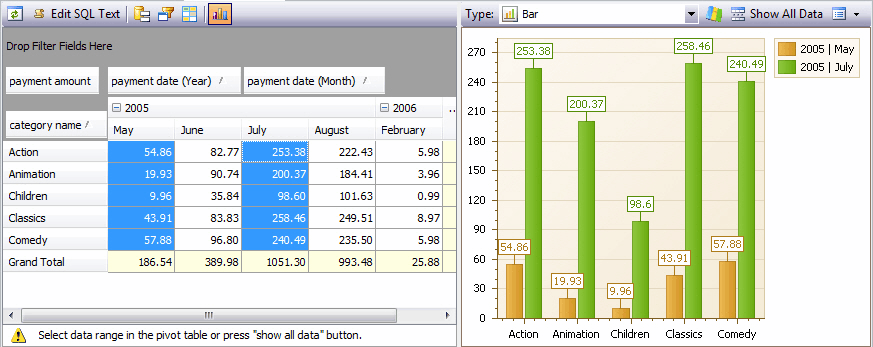 Edit SQL Text
Type: Bar Show All Data
Drop Filter Fields Here
payment amount payment date (Year) payment date (Month)
category name
2005 2006 ..
May June July August February
Action 54.86 82.77 253.38 222.43 5.98
Animation 19.93 90.74 200.37 184.41 3.96
Children 9.96 35.84 98.60 101.63 0.99
Classics 43.91 83.83 258.46 249.51 8.97
Comedy 57.88 96.80 240.49 235.50 5.98
Grand Total 186.54 389.98 1051.30 993.48 25.88
Select data range in the pivot table or press "show all data" button.
270
240
210
180
150
120
90
60
30
0
54.86 253.38
19.93 200.37
9.96 98.6
43.91 258.46
57.88 240.49
Action Animation Children Classics Comedy
2005 | May
2005 | July